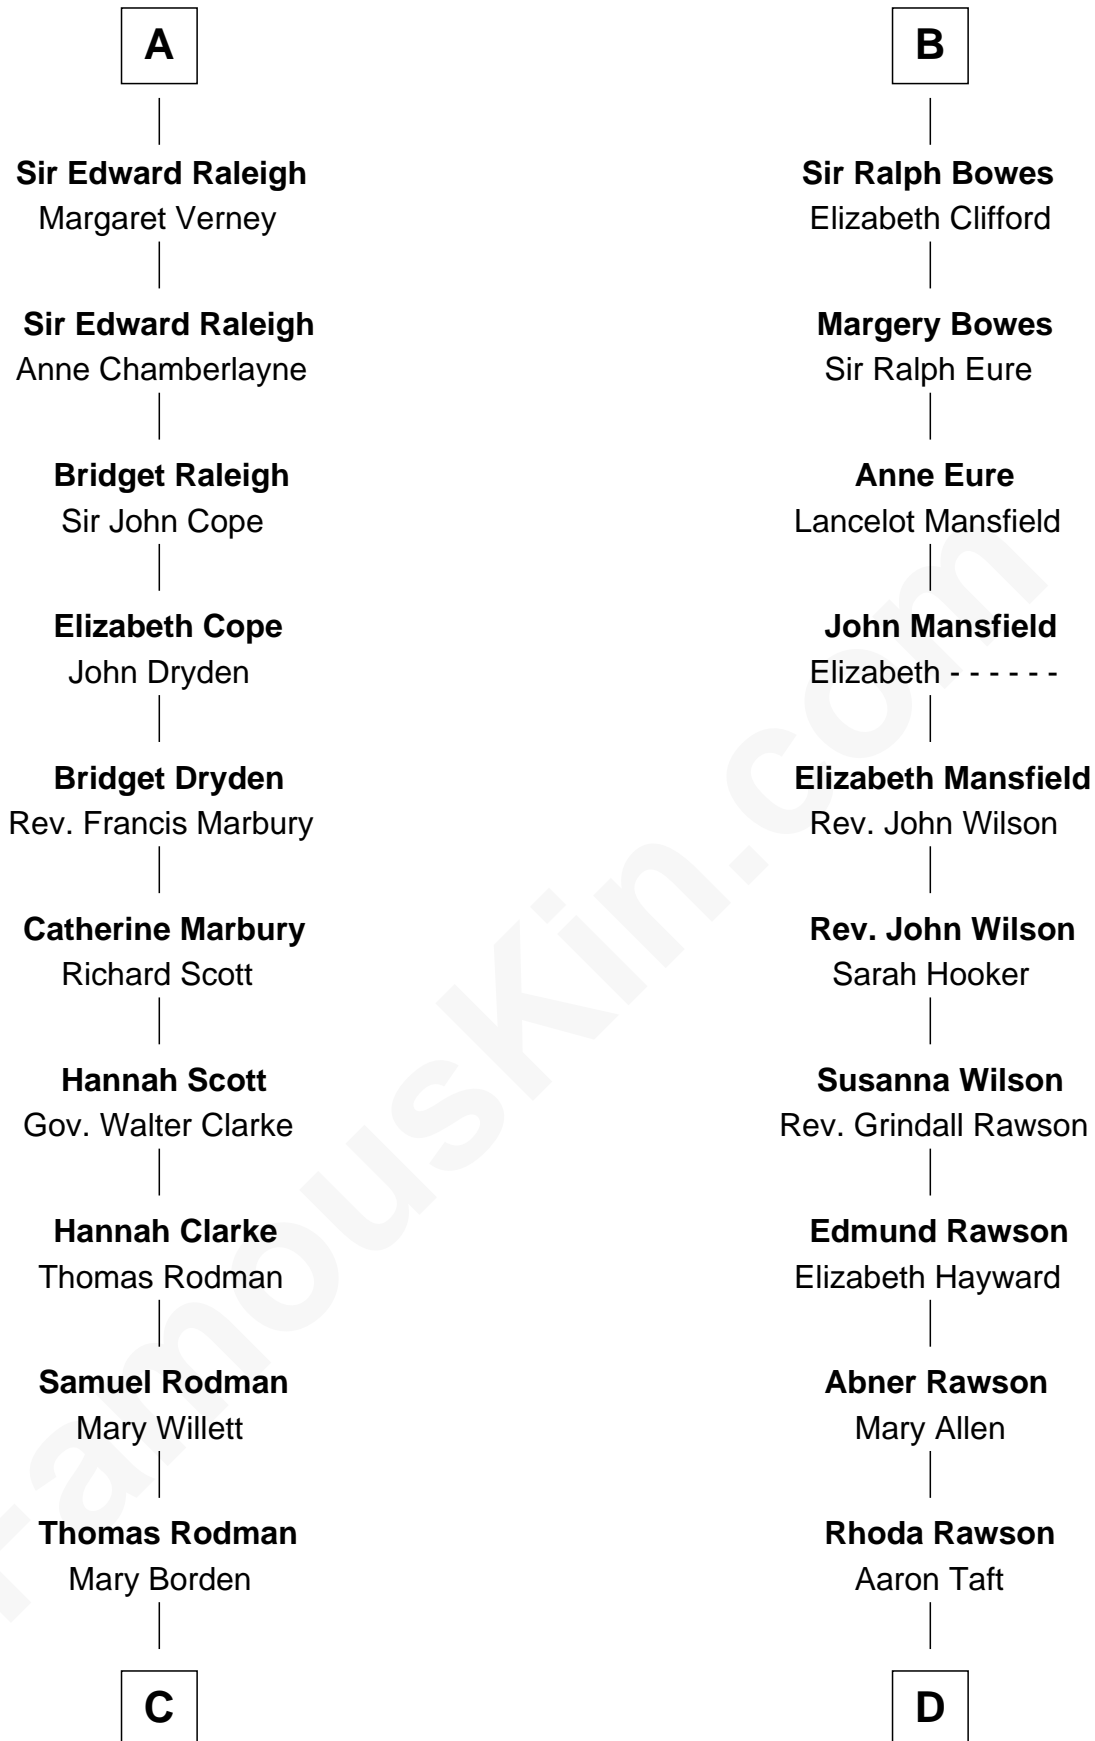 A
Sir Edward Raleigh
Margaret Verney
Sir Edward Raleigh
Anne Chamberlayne
Bridget Raleigh
Sir John Cope
Elizabeth Cope
John Dryden
Bridget Dryden
Rev. Francis Marbury
Catherine Marbury
Richard Scott
Hannah Scott
Gov. Walter Clarke
Hannah Clarke
Thomas Rodman
Samuel Rodman
Mary Willett
Thomas Rodman
Mary Borden
C
B
Sir Ralph Bowes
Elizabeth Clifford
Margery Bowes
Sir Ralph Eure
Anne Eure
Lancelot Mansfield
John Mansfield
Elizabeth - - - - - -
Elizabeth Mansfield
Rev. John Wilson
Rev. John Wilson
Sarah Hooker
Susanna Wilson
Rev. Grindall Rawson
Edmund Rawson
Elizabeth Hayward
Abner Rawson
Mary Allen
Rhoda Rawson
Aaron Taft
D
FamousKin.com